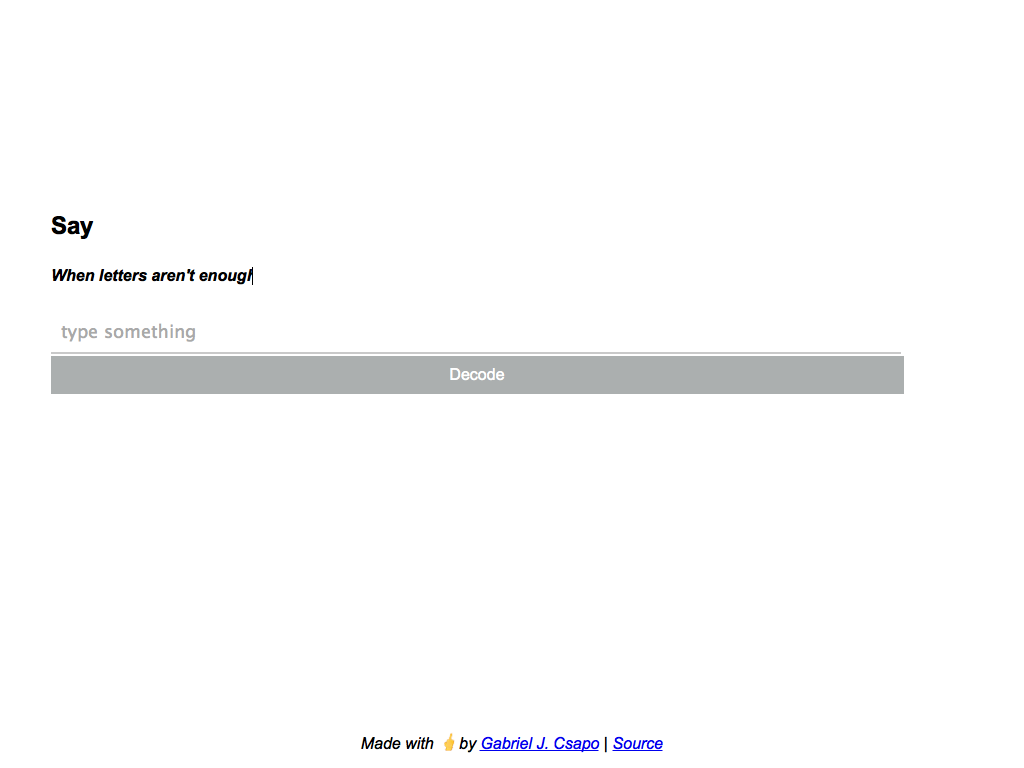 Say
When letters aren't enough
type something
Decode
Made with 🖕 by Gabriel J. Csapo | Source